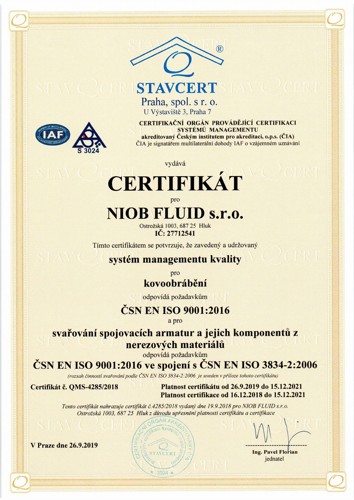 Q
®
STAVCERT
Praha, spol. s r. o.
U Výstaviště 3, Praha 7
CERTIFIKAČNÍ ORGÁN PROVÁDĚJÍCÍ CERTIFIKACI
SYSTÉMŮ MANAGEMENTU
akreditovaný Českým institutem pro akreditaci, o.p.s. (ČIA)
ČIA je signatářem multilaterální dohody IAF o vzájemném uznávání
IAF
S 3024
vydává
CERTIFIKÁT
pro
NIOB FLUID s.r.o.
Ostrožská 1003, 687 25 Hluk
IČ: 27712541
Tímto certifikátem se potvrzuje, že zavedený a udržovaný
systém managementu kvality
pro
kovoobrábění
odpovídá požadavkům
ČSN EN ISO 9001:2016
a pro
svařování spojovacích armatur a jejich komponentů z
nerezových materiálů
odpovídá požadavkům
ČSN EN ISO 9001:2016 ve spojení s ČSN EN ISO 3834-2:2006
(rozsah činností svařování podle ČSN EN ISO 3834-2:2006 je uveden v příloze tohoto certifikátu)
Certifikát č. QMS-4285/2018
Platnost certifikátu od 26.9.2019 do 15.12.2021
Platnost certifikace od 16.12.2018 do 15.12.2021
Tento certifikát nahrazuje certifikát č. 4285/2018 vydaný dne 19.9.2018 pro NIOB FLUID s.r.o.
Ostrožská 1003, 687 25 Hluk z důvodu upřesnění platnosti certifikátu a certifikace
V Praze dne 26.9.2019
Ing. Pavel Florian
jednatel
STAVCERT